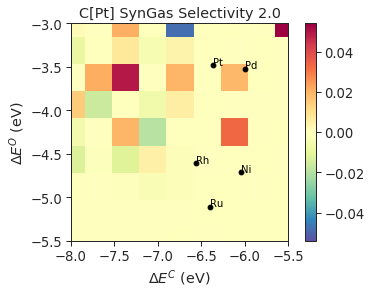 C[Pt] SynGas Selectivity 2.0
−3.0
−3.5
−4.0
−4.5
−5.0
−5.5
ΔE^O (eV)
Pt
Pd
Rh
Ni
Ru
−8.0 −7.5 −7.0 −6.5 −6.0 −5.5
ΔE^C (eV)
0.04
0.02
0.00
−0.02
−0.04